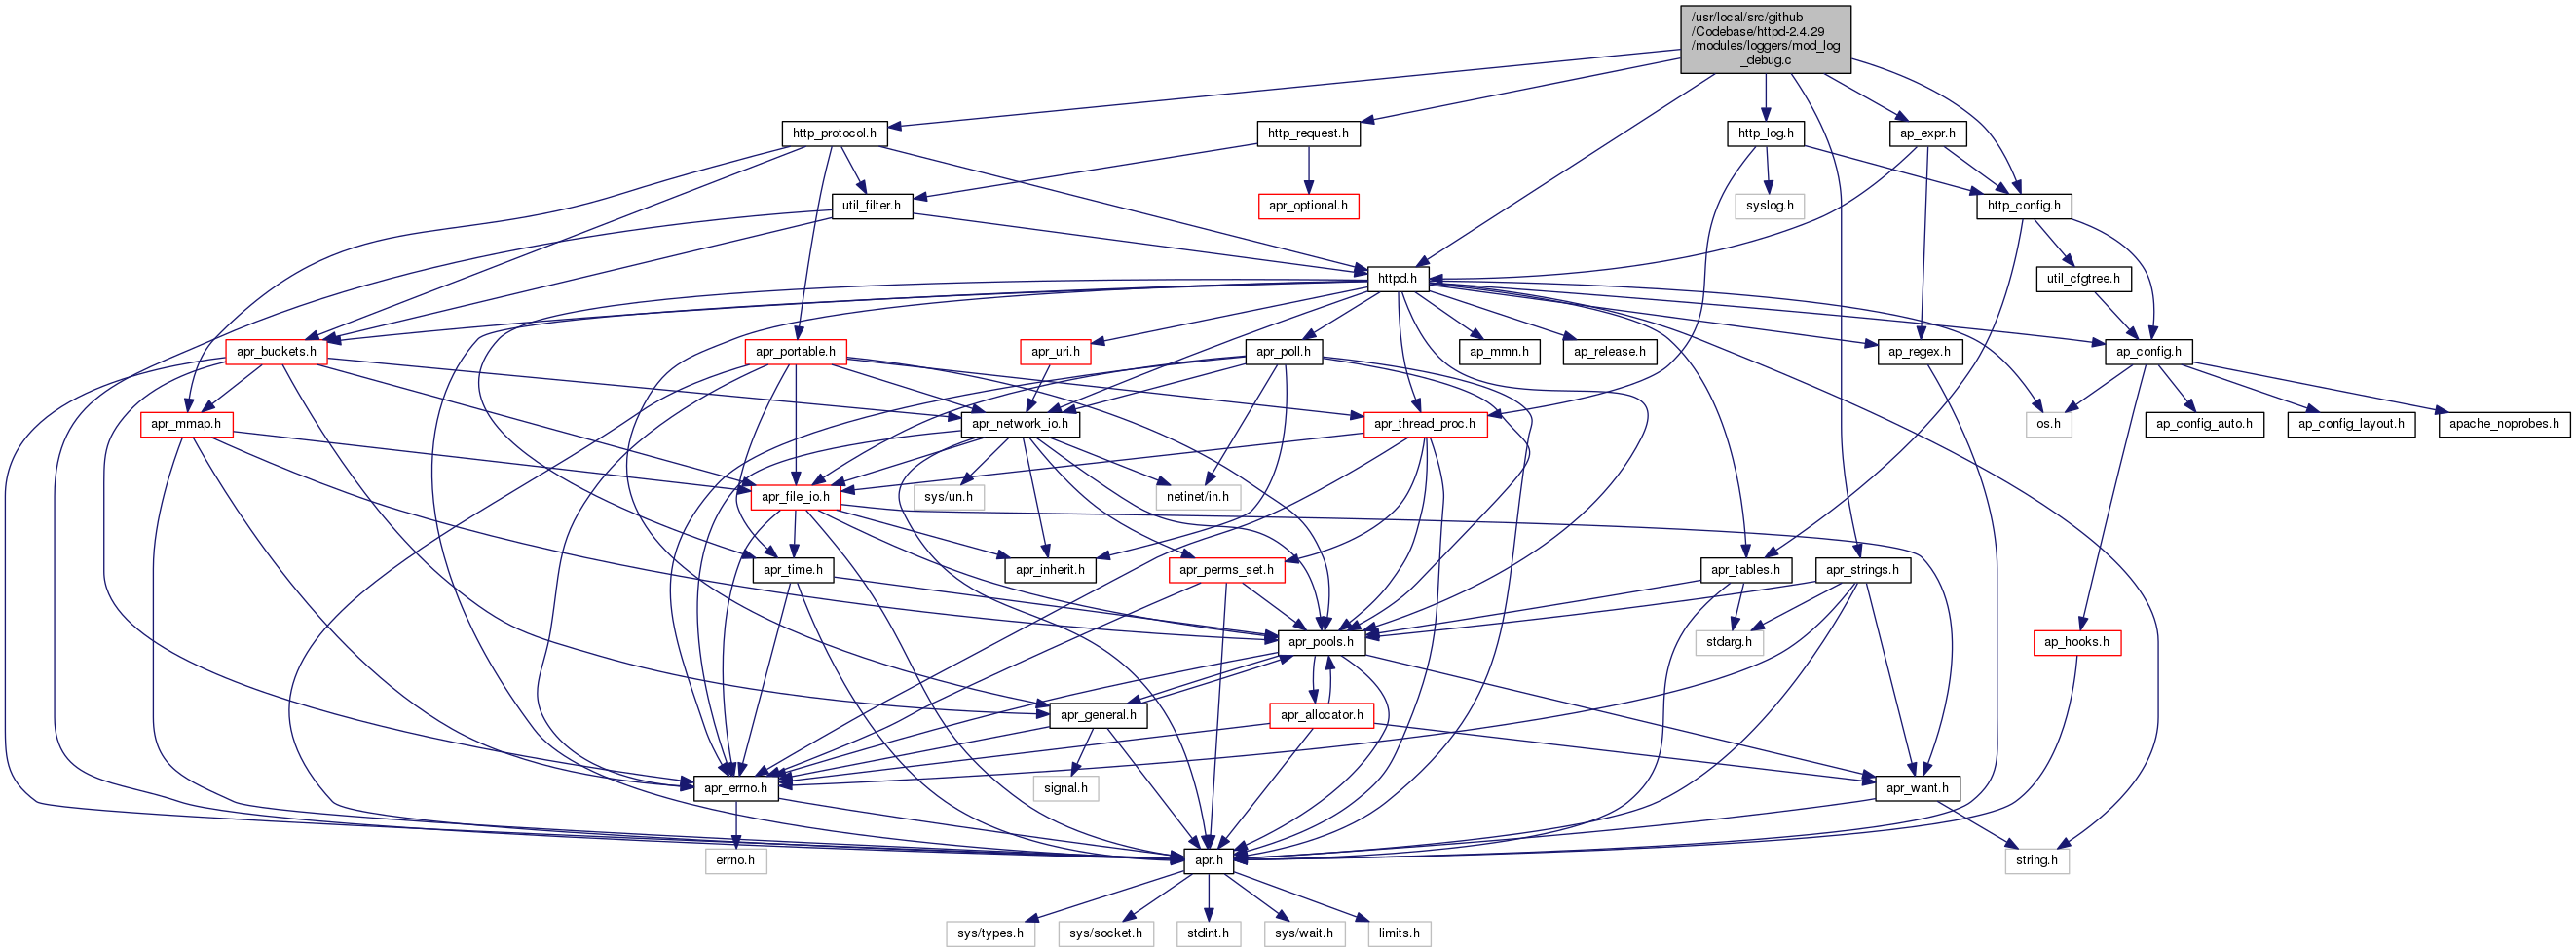 /usr/local/src/github
/Codebase/httpd-2.4.29
/modules/loggers/mod_log
_debug.c
http_protocol.h
http_request.h
http_log.h
ap_expr.h
util_filter.h
apr_optional.h
syslog.h
http_config.h
httpd.h
util_cfgtree.h
apr_buckets.h
apr_portable.h
apr_uri.h
apr_poll.h
ap_mmn.h
ap_release.h
ap_regex.h
ap_config.h
apr_mmap.h
apr_network_io.h
apr_thread_proc.h
os.h
ap_config_auto.h
ap_config_layout.h
apache_noprobes.h
apr_file_io.h
sys/un.h
netinet/in.h
apr_time.h
apr_inherit.h
apr_perms_set.h
apr_tables.h
apr_strings.h
apr_pools.h
stdarg.h
ap_hooks.h
apr_general.h
apr_allocator.h
apr_errno.h
signal.h
apr_want.h
errno.h
apr.h
string.h
sys/types.h
sys/socket.h
stdint.h
sys/wait.h
limits.h